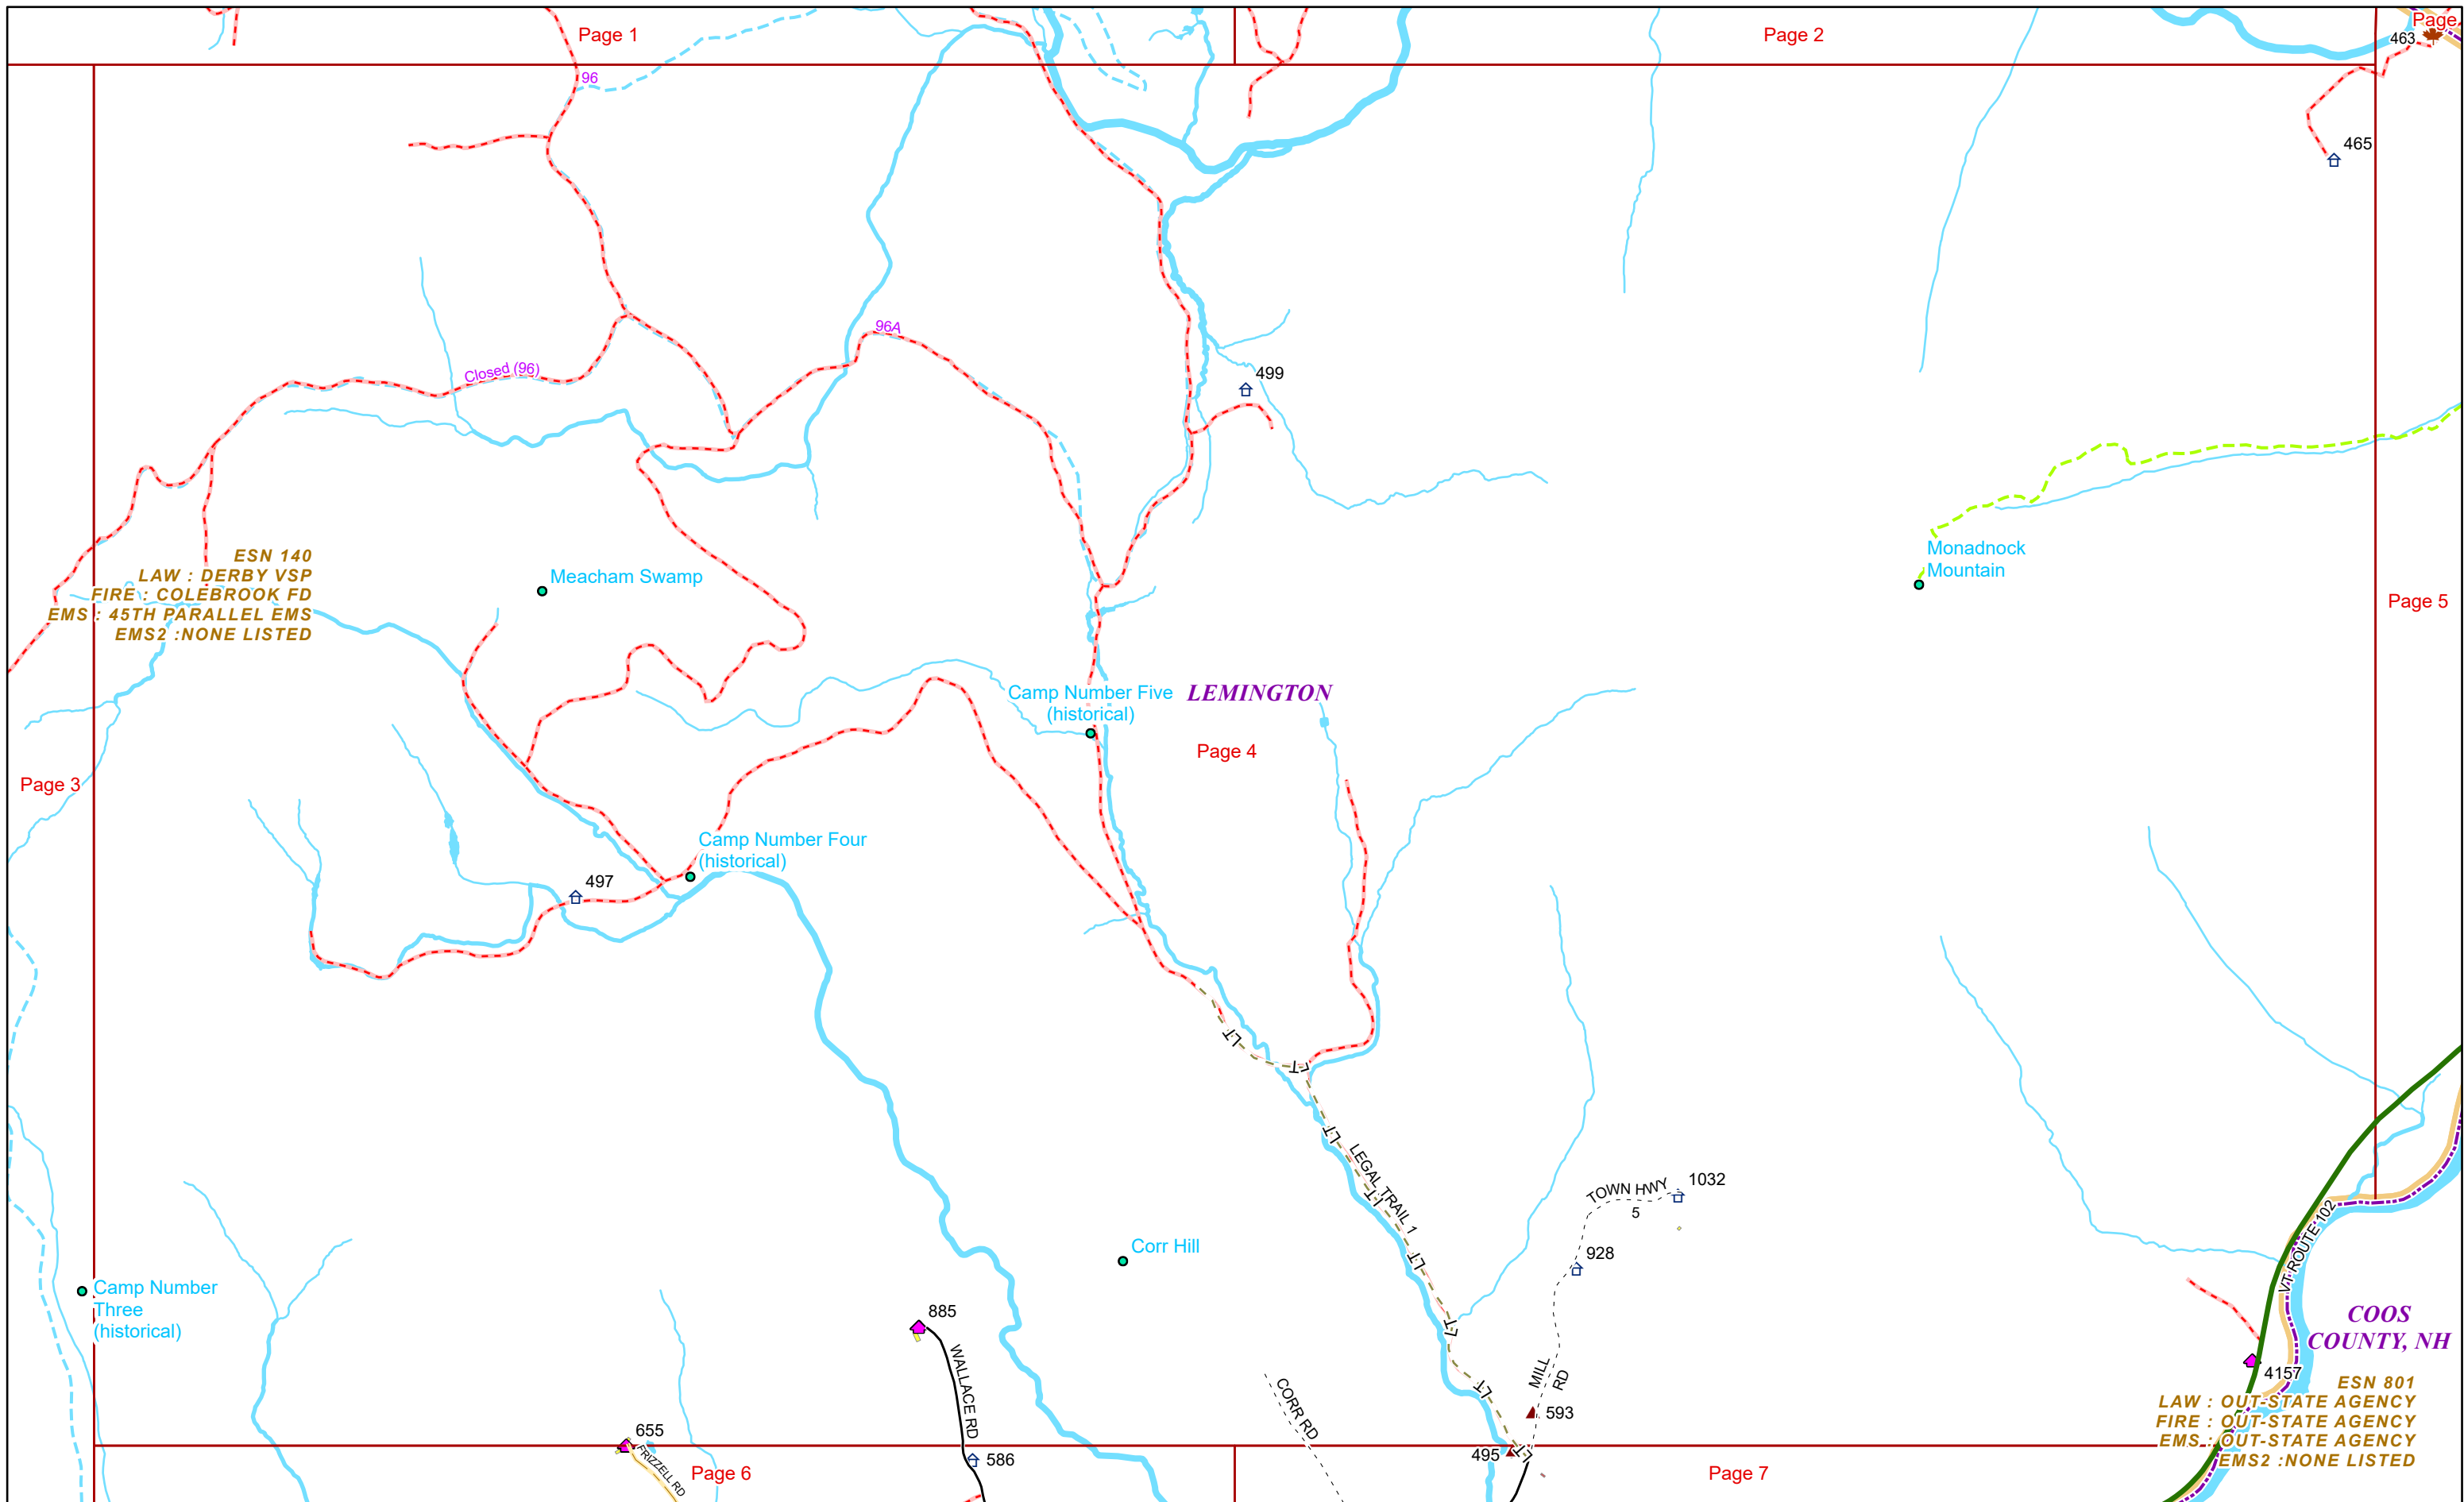 Page 1
Page 2
Page
463
96
465
96A
Closed (96)
499
ESN 140
LAW : DERBY VSP
FIRE : COLEBROOK FD
EMS : 45TH PARALLEL EMS
EMS2 :NONE LISTED
Meacham Swamp
Monadnock
Mountain
Page 5
Camp Number Five
(historical)
LEMINGTON
Page 4
Page 3
Camp Number Four
(historical)
497
LT
LT
LT
LEGAL TRAIL 1
LT
LT
LT
LT
LT
TOWN HWY
5
1032
928
VT ROUTE 102
Corr Hill
Camp Number
Three
(historical)
885
WALLACE RD
CORR RD
MILL
RD
593
COOS
COUNTY, NH
4157
ESN 801
LAW : OUT-STATE AGENCY
FIRE : OUT-STATE AGENCY
EMS : OUT-STATE AGENCY
EMS2 :NONE LISTED
655
FRIZZELL RD
Page 6
586
495
Page 7